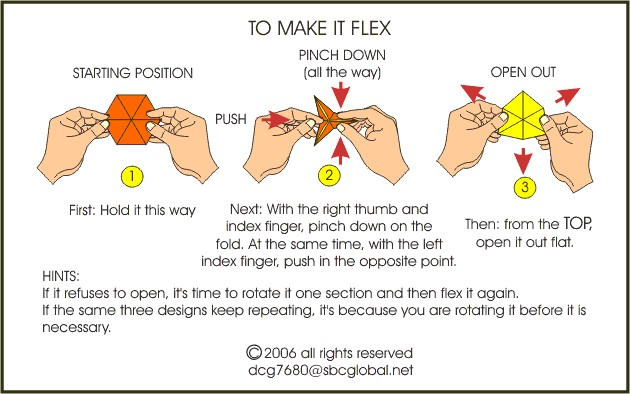 TO MAKE IT FLEX
STARTING POSITION
PINCH DOWN
(all the way)
OPEN OUT
PUSH
1
2
3
First: Hold it this way
Next: With the right thumb and
index finger, pinch down on the
fold. At the same time, with the left
index finger, push in the opposite point.
Then: from the TOP,
open it out flat.
HINTS:
If it refuses to open, it's time to rotate it one section and then flex it again.
If the same three designs keep repeating, it's because you are rotating it before it is
necessary.
©2006 all rights reserved
dcg7680@sbcglobal.net